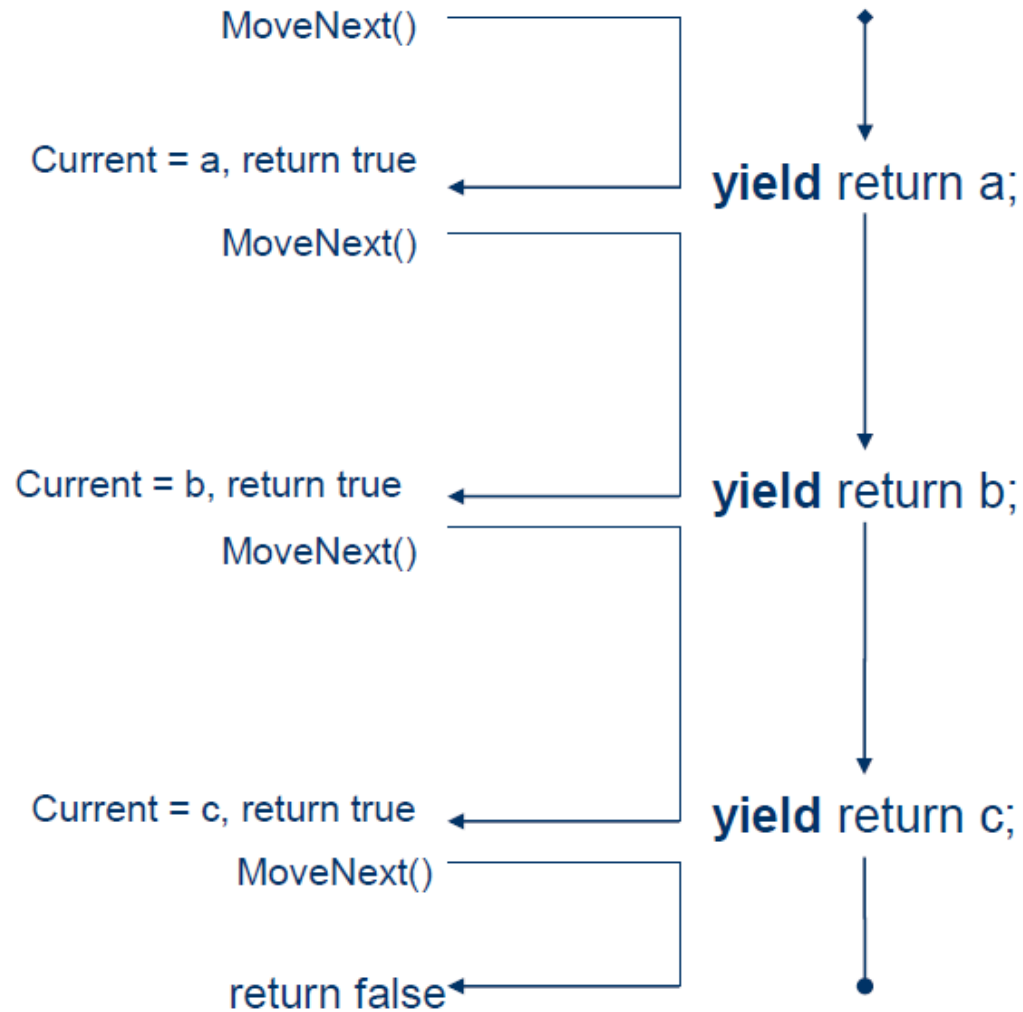 MoveNext()
Current = a, return true
yield return a;
MoveNext()
Current = b, return true
yield return b;
MoveNext()
Current = c, return true
yield return c;
MoveNext()
return false